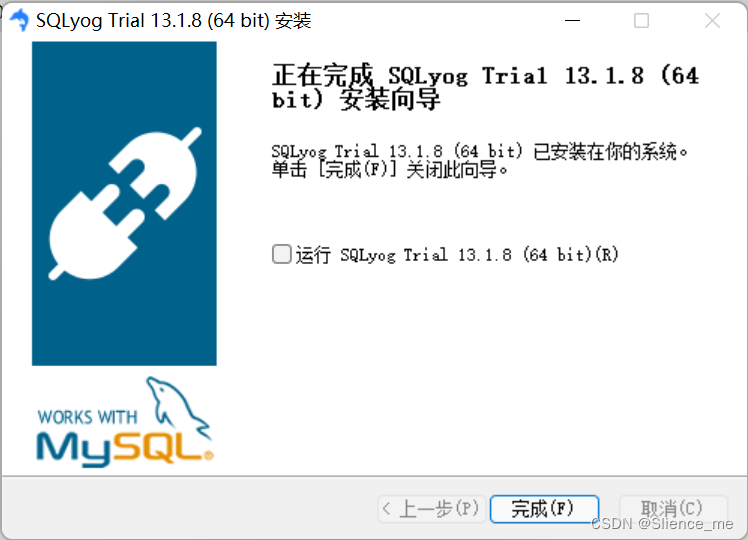 SQLyog Trial 13.1.8 (64 bit) 安装
正在完成 SQLyog Trial 13.1.8 (64
bit) 安装向导
SQLyog Trial 13.1.8 (64 bit) 已安装在你的系统。
单击 [完成(F)] 关闭此向导。
运行 SQLyog Trial 13.1.8 (64 bit)(R)
WORKS WITH
MySQL®
< 上一步(P)
完成(F)
取消(C)
CSDN @Slience_me